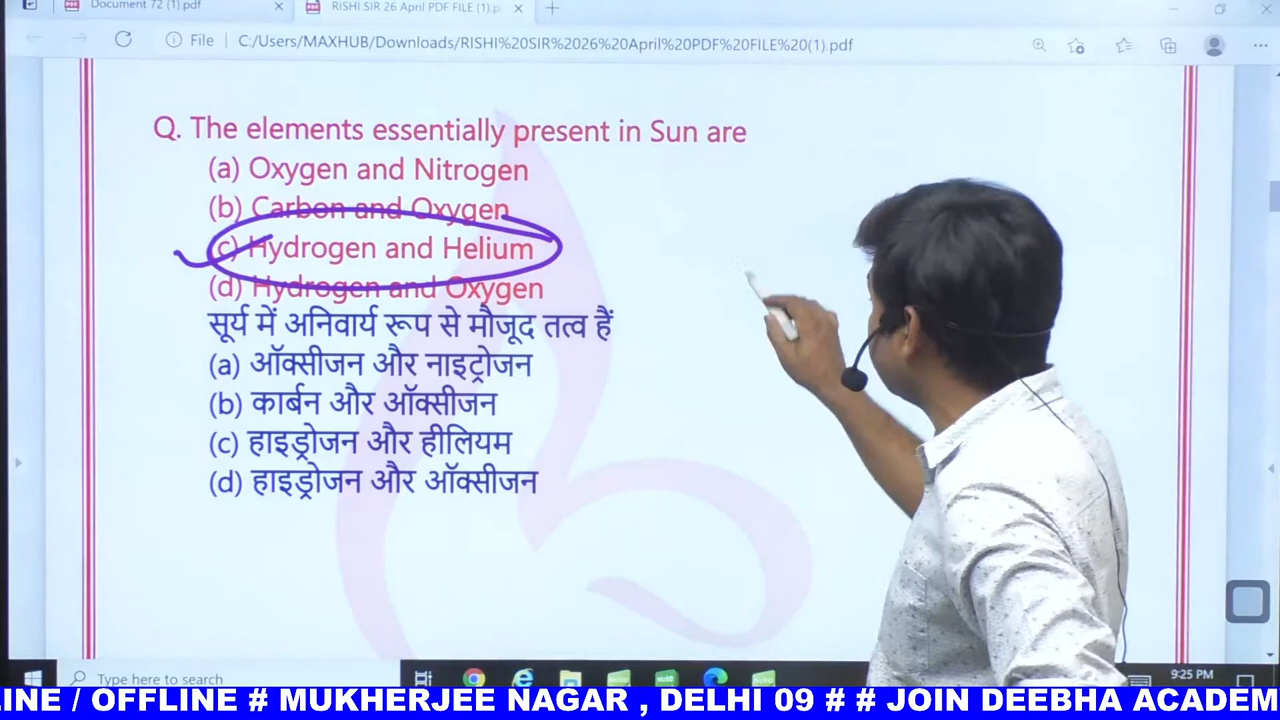 Document 72 (1).pdf
RISHI SIR 26 April PDF FILE (1).p
File
C:/Users/MAXHUB/Downloads/RISHI%20SIR%2026%20April%20PDF%20FILE%20(1).pdf
Q. The elements essentially present in Sun are
(a) Oxygen and Nitrogen
(b) Carbon and Oxygen
(c) Hydrogen and Helium
(d) Hydrogen and Oxygen
सूर्य में अनिवार्य रूप से मौजूद तत्व हैं
(a) ऑक्सीजन और नाइट्रोजन
(b) कार्बन और ऑक्सीजन
(c) हाइड्रोजन और हीलियम
(d) हाइड्रोजन और ऑक्सीजन
Type here to search
9:25 PM
LINE / OFFLINE # MUKHERJEE NAGAR , DELHI 09 # # JOIN DEEBHA ACADEM